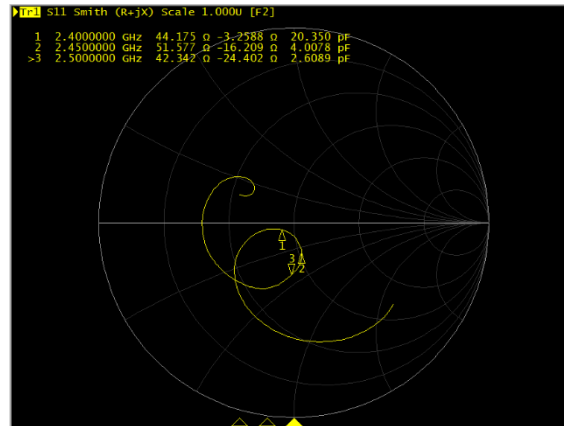 ▶Tr1 S11 Smith (R+jX) Scale 1.000U [F2]
1 2.4000000 GHz 44.175 Ω -3.2588 Ω 20.350 pF
2 2.4500000 GHz 51.577 Ω -16.209 Ω 4.0078 pF
>3 2.5000000 GHz 42.342 Ω -24.402 Ω 2.6089 pF
1
3
2